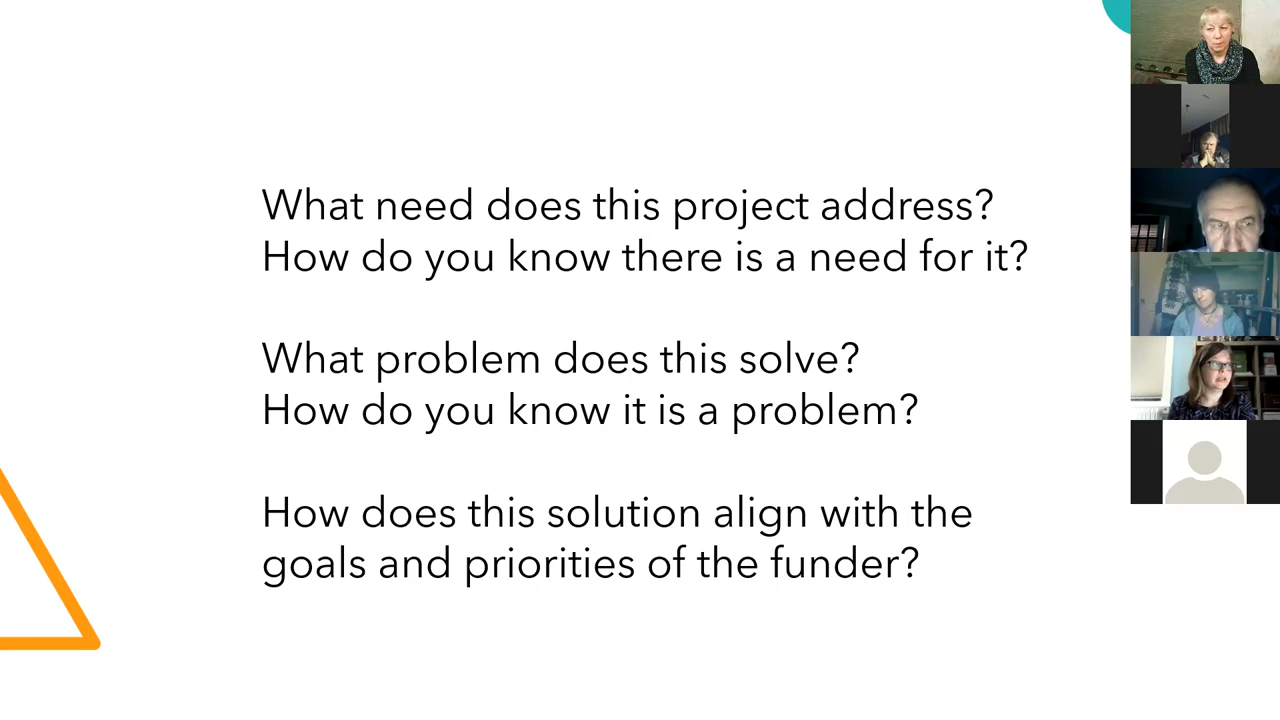 What need does this project address?
How do you know there is a need for it?
What problem does this solve?
How do you know it is a problem?
How does this solution align with the
goals and priorities of the funder?